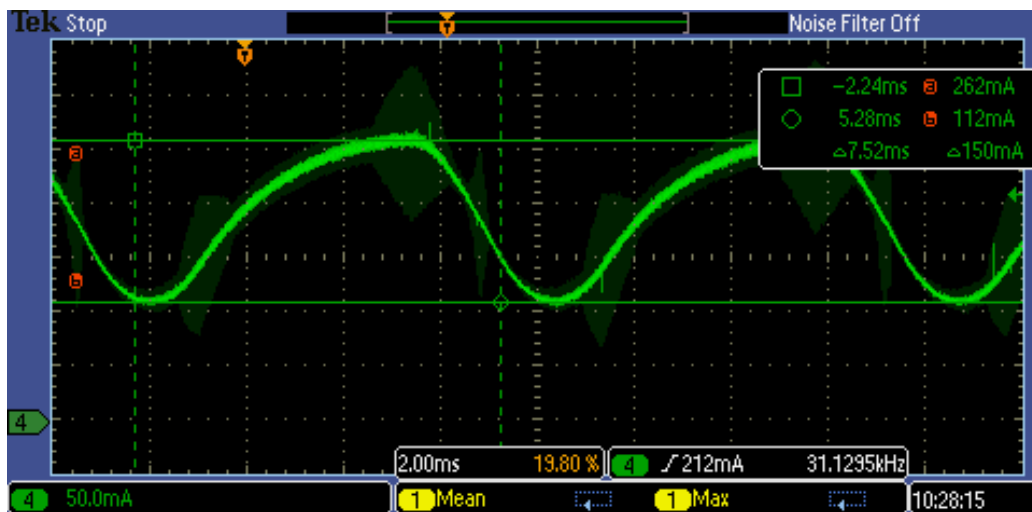 Tek Stop
Noise Filter Off
T
T
-2.24ms a 262mA
5.28ms b 112mA
△7.52ms △150mA
a
b
4
2.00ms 19.80 %
4 212mA 31.1295kHz
4 50.0mA
1 Mean
1 Max
10:28:15